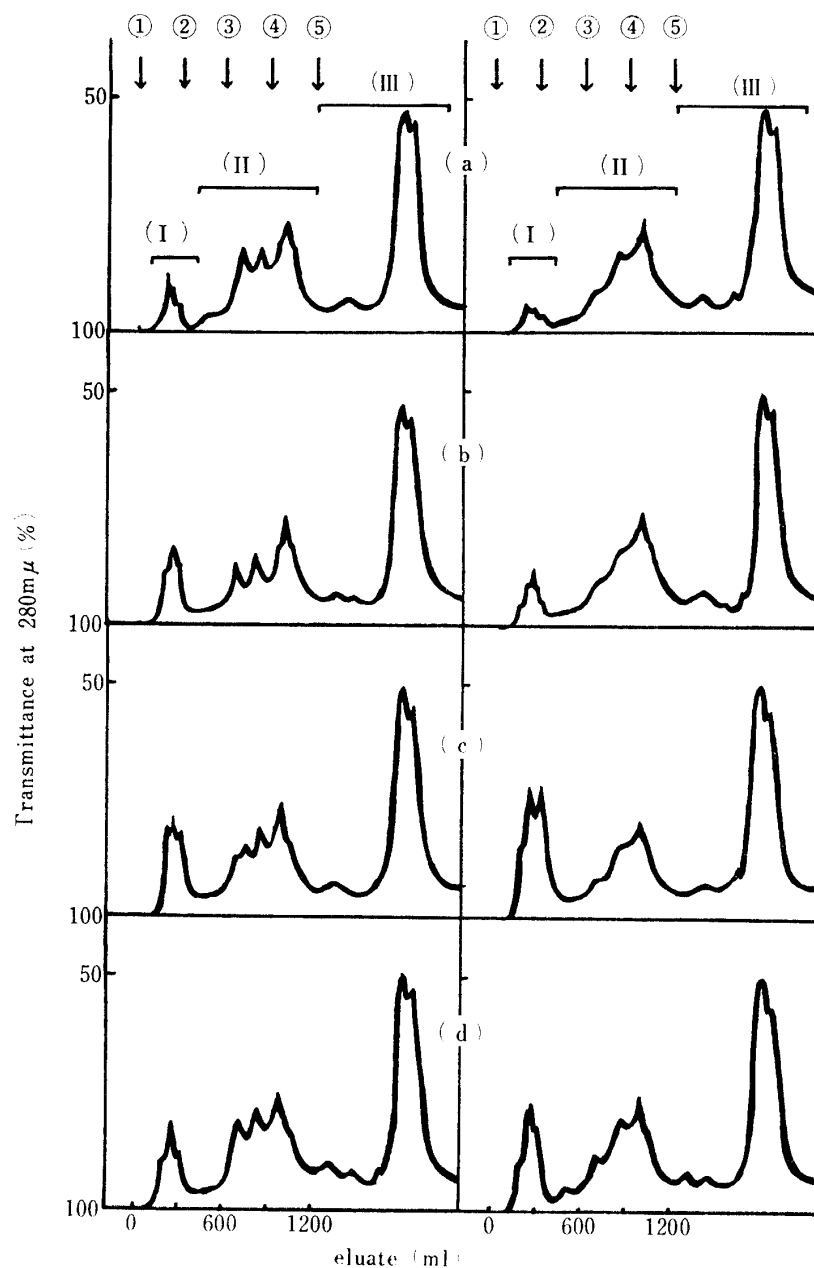 ① ② ③ ④ ⑤ ① ② ③ ④ ⑤
50
(III) (III)
(II) (a) (II)
(I) (I)
100
50
(b)
100
50
(c)
100
50
(d)
100
0 600 1200 0 600 1200
Transmittance at 280mμ (%)
eluate (ml)